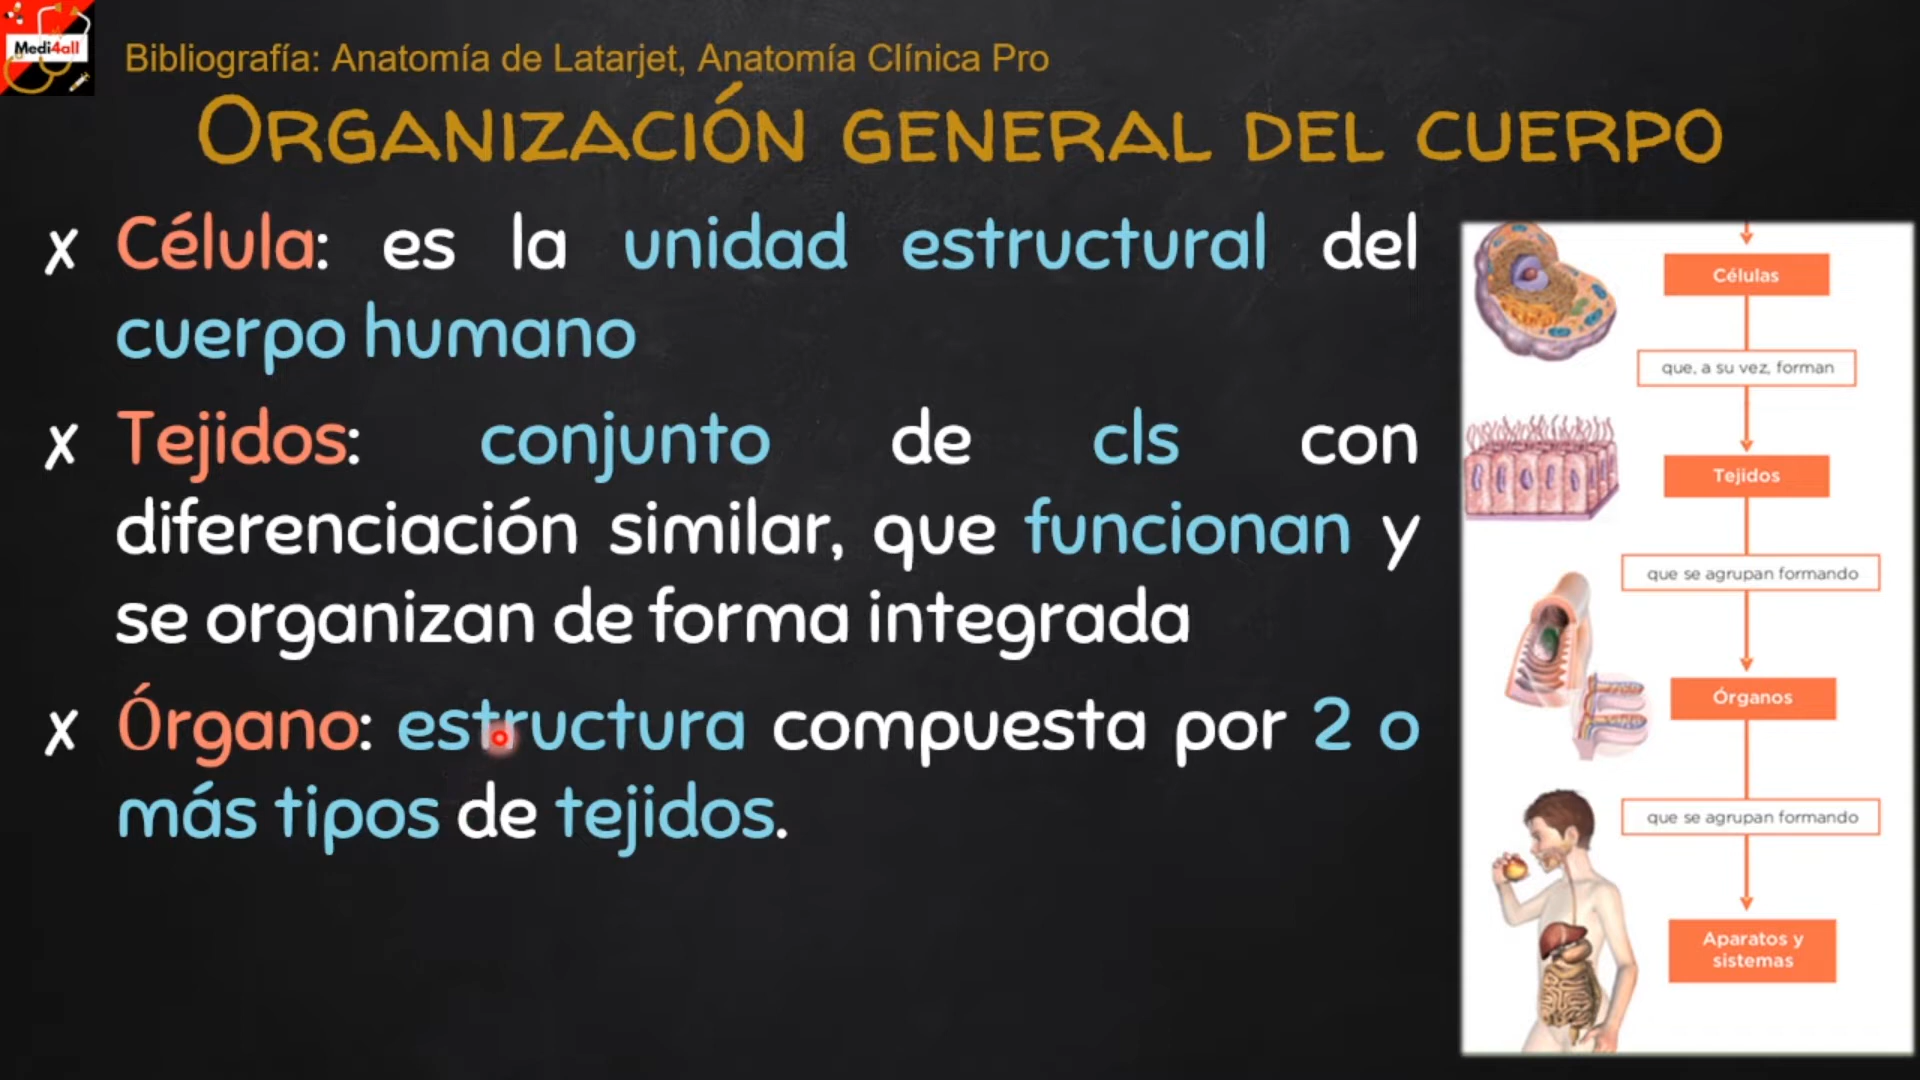 Medi4all
Bibliografía: Anatomía de Latarjet, Anatomía Clínica Pro
ORGANIZACIÓN GENERAL DEL CUERPO
✗ Célula: es la unidad estructural del
cuerpo humano
✗ Tejidos: conjunto de cls con
diferenciación similar, que funcionan y
se organizan de forma integrada
✗ Órgano: estructura compuesta por 2 o
más tipos de tejidos.
Células
que, a su vez, forman
Tejidos
que se agrupan formando
Órganos
que se agrupan formando
Aparatos y
sistemas